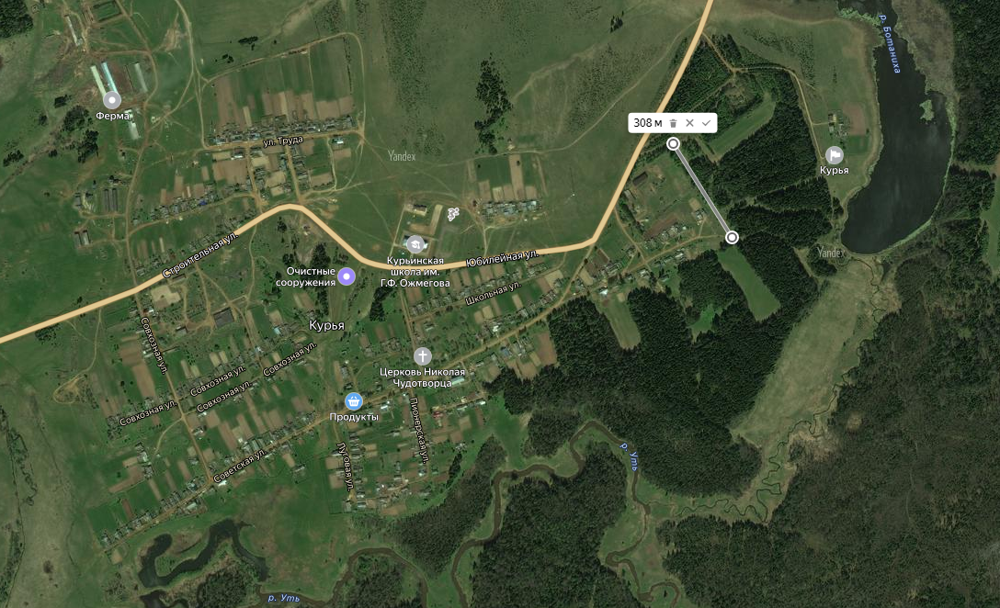 р. Ботаниха
Ферма
308 м
ул. Труда
Yandex
Курья
Строительная ул.
Курьинская
школа им.
Г.Ф. Ожмегова
Юбилейная ул.
Yandex
Очистные
сооружения
Школьная ул.
Курья
Совхозная ул.
Совхозная ул.
Совхозная ул.
Церковь Николая
Чудотворца
Совхозная ул.
Совхозная ул.
Продукты
Пионерская ул.
Луговая ул.
р. Уть
Советская ул.
р. Уть